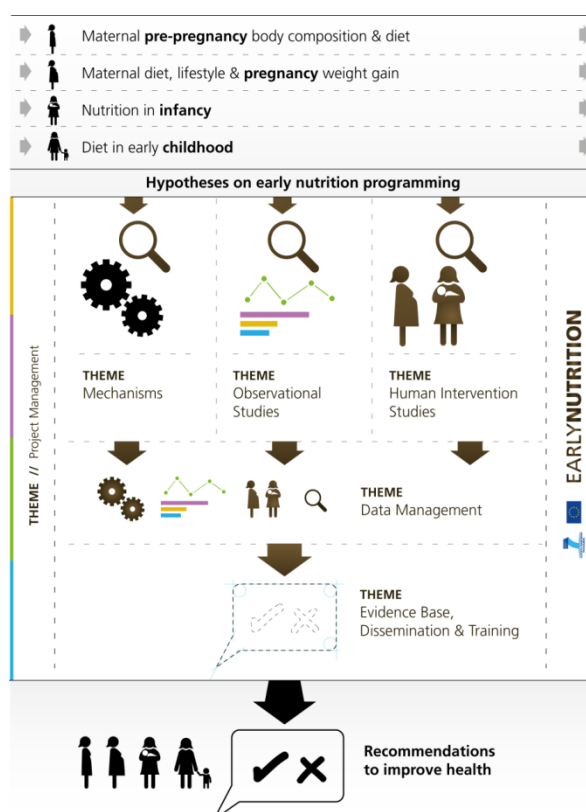 Maternal pre-pregnancy body composition & diet
Maternal diet, lifestyle & pregnancy weight gain
Nutrition in infancy
Diet in early childhood
Hypotheses on early nutrition programming
THEME // Project Management
THEME
Mechanisms
THEME
Observational
Studies
THEME
Human Intervention
Studies
THEME
Data Management
THEME
Evidence Base,
Dissemination & Training
EARLYNUTRITION
Recommendations
to improve health